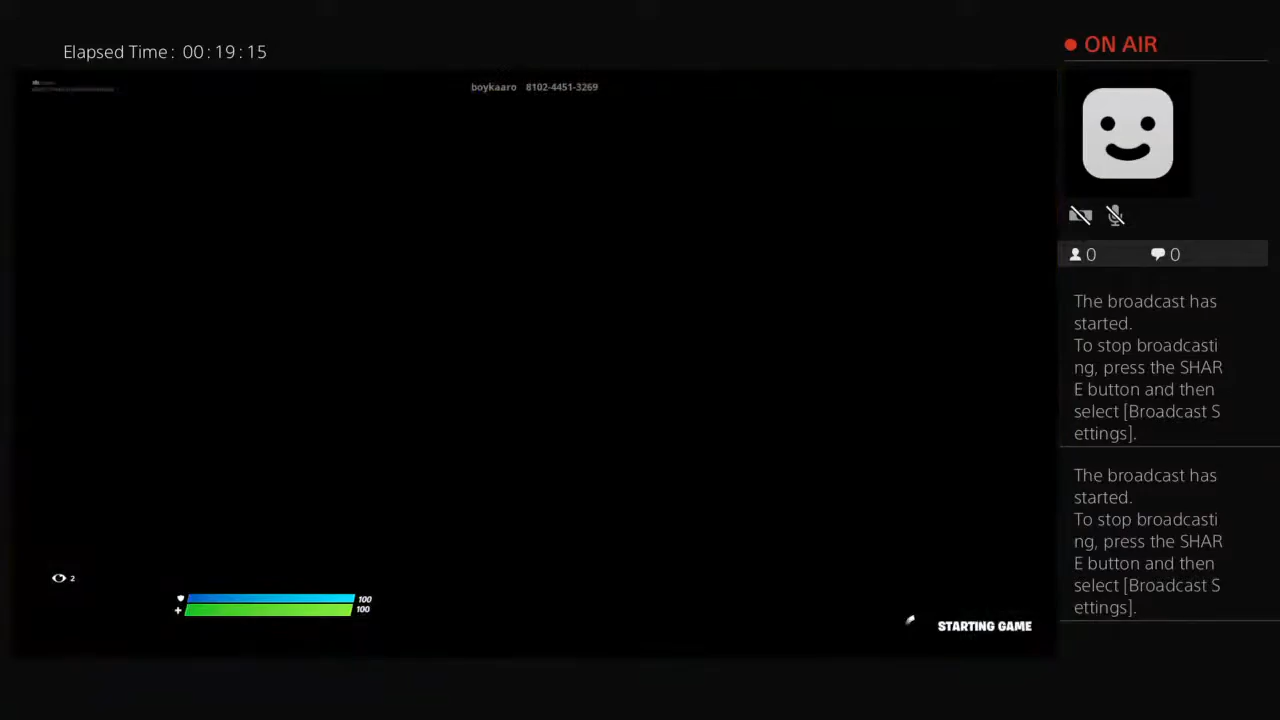 Elapsed Time: 00:19:15
ON AIR
boykaaro 8102-4451-3269
0 0
The broadcast has
started.
To stop broadcasti
ng, press the SHAR
E button and then
select [Broadcast S
ettings].
The broadcast has
started.
To stop broadcasti
ng, press the SHAR
E button and then
select [Broadcast S
ettings].
2
100
100
STARTING GAME